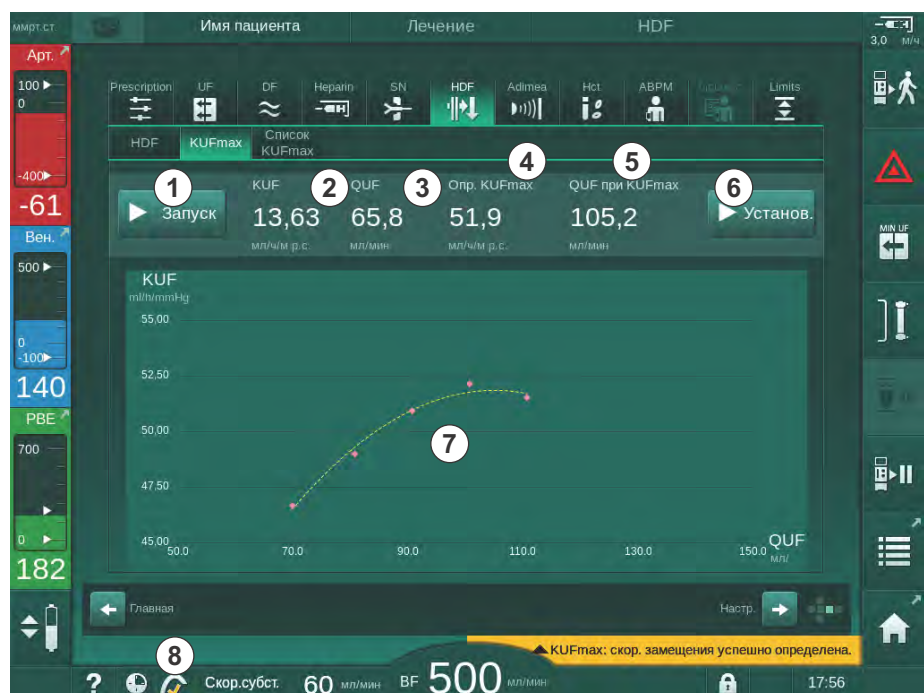 ммрт.ст
Имя пациента Лечение HDF
3,0 м/ч
Арт.
100
0
-400
-61
Вен.
500
0
-100
140
PBE
700
0
182
Prescription UF DF Heparin SN HDF Adimea Hct ABPM Limits
HDF KUFmax Список KUFmax
1 2 3 4 5 6
Запуск
KUF QUF Опр. KUFmax QUF при KUFmax
13,63 65,8 51,9 105,2
мл/ч/м р.с. мл/мин мл/ч/м р.с. мл/мин
Установ.
MIN UF
KUF
ml/h/mmHg
55,00
52,50
50,00
47,50
45,00
7
50.0 70.0 90.0 110.0 130.0 150.0
QUF
мл/
Главная Настр.
8
KUFmax: скор. замещения успешно определена.
? Скор.субст. 60 мл/мин BF 500 мл/мин 17:56